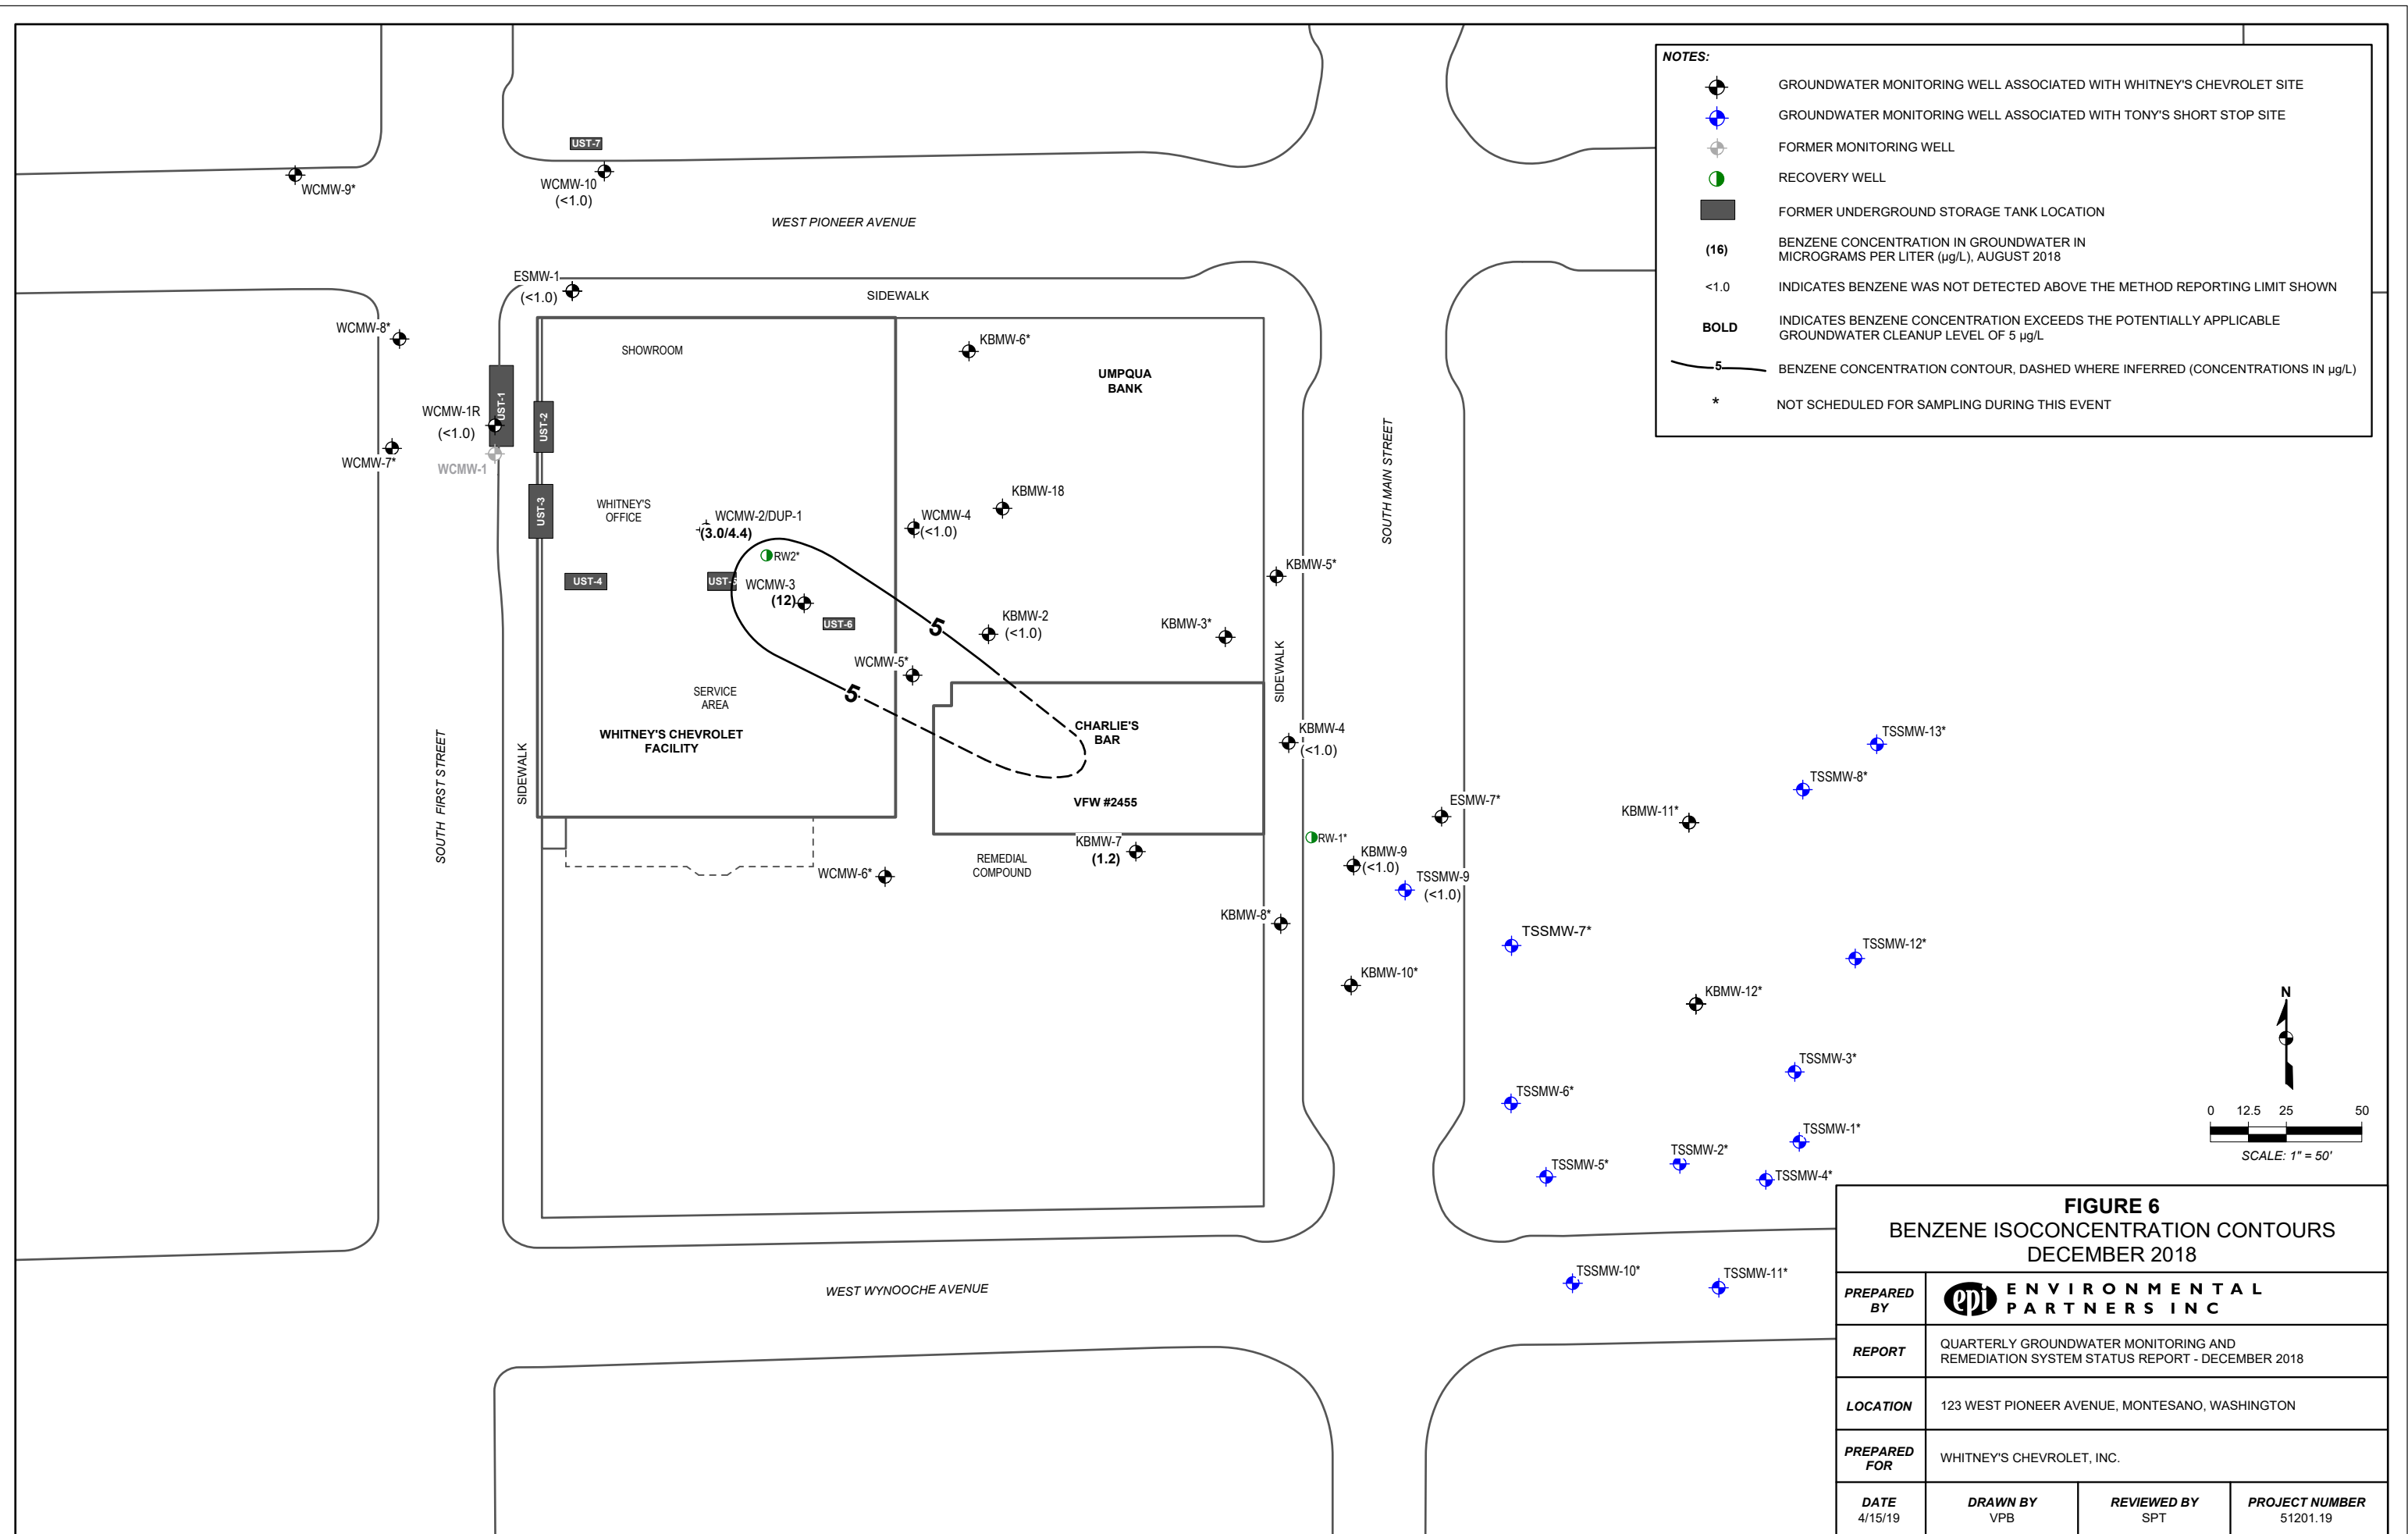 NOTES:
GROUNDWATER MONITORING WELL ASSOCIATED WITH WHITNEY'S CHEVROLET SITE
GROUNDWATER MONITORING WELL ASSOCIATED WITH TONY'S SHORT STOP SITE
FORMER MONITORING WELL
RECOVERY WELL
FORMER UNDERGROUND STORAGE TANK LOCATION
(16) BENZENE CONCENTRATION IN GROUNDWATER IN
MICROGRAMS PER LITER (µg/L), AUGUST 2018
<1.0 INDICATES BENZENE WAS NOT DETECTED ABOVE THE METHOD REPORTING LIMIT SHOWN
BOLD INDICATES BENZENE CONCENTRATION EXCEEDS THE POTENTIALLY APPLICABLE
GROUNDWATER CLEANUP LEVEL OF 5 µg/L
5 BENZENE CONCENTRATION CONTOUR, DASHED WHERE INFERRED (CONCENTRATIONS IN µg/L)
* NOT SCHEDULED FOR SAMPLING DURING THIS EVENT
UST-7
WCMW-9*
WCMW-10
(<1.0)
WEST PIONEER AVENUE
ESMW-1
(<1.0)
SIDEWALK
WCMW-8*
SHOWROOM
KBMW-6*
UMPQUA
BANK
UST-1
UST-2
WCMW-1R
(<1.0)
WCMW-7*
WCMW-1
UST-3
WHITNEY'S
OFFICE
WCMW-2/DUP-1
(3.0/4.4)
WCMW-4
(<1.0)
KBMW-18
SOUTH MAIN STREET
RW2*
UST-4
UST-5
WCMW-3
(12)
UST-6
5
KBMW-2
(<1.0)
KBMW-5*
KBMW-3*
SIDEWALK
WCMW-5*
5
SERVICE
AREA
WHITNEY'S CHEVROLET
FACILITY
CHARLIE'S
BAR
KBMW-4
(<1.0)
VFW #2455
SOUTH FIRST STREET
SIDEWALK
TSSMW-13*
TSSMW-8*
ESMW-7*
KBMW-11*
RW-1*
KBMW-7
(1.2)
REMEDIAL
COMPOUND
WCMW-6*
KBMW-9
(<1.0)
TSSMW-9
(<1.0)
KBMW-8*
TSSMW-7*
TSSMW-12*
KBMW-10*
KBMW-12*
TSSMW-3*
TSSMW-6*
TSSMW-1*
TSSMW-2*
TSSMW-5*
TSSMW-4*
N
0 12.5 25 50
SCALE: 1" = 50'
WEST WYNOOCHE AVENUE
TSSMW-10*
TSSMW-11*
FIGURE 6
BENZENE ISOCONCENTRATION CONTOURS
DECEMBER 2018
PREPARED
BY
epi ENVIRONMENTAL
PARTNERS INC
REPORT
QUARTERLY GROUNDWATER MONITORING AND
REMEDIATION SYSTEM STATUS REPORT - DECEMBER 2018
LOCATION
123 WEST PIONEER AVENUE, MONTESANO, WASHINGTON
PREPARED
FOR
WHITNEY'S CHEVROLET, INC.
DATE DRAWN BY REVIEWED BY PROJECT NUMBER
4/15/19 VPB SPT 51201.19